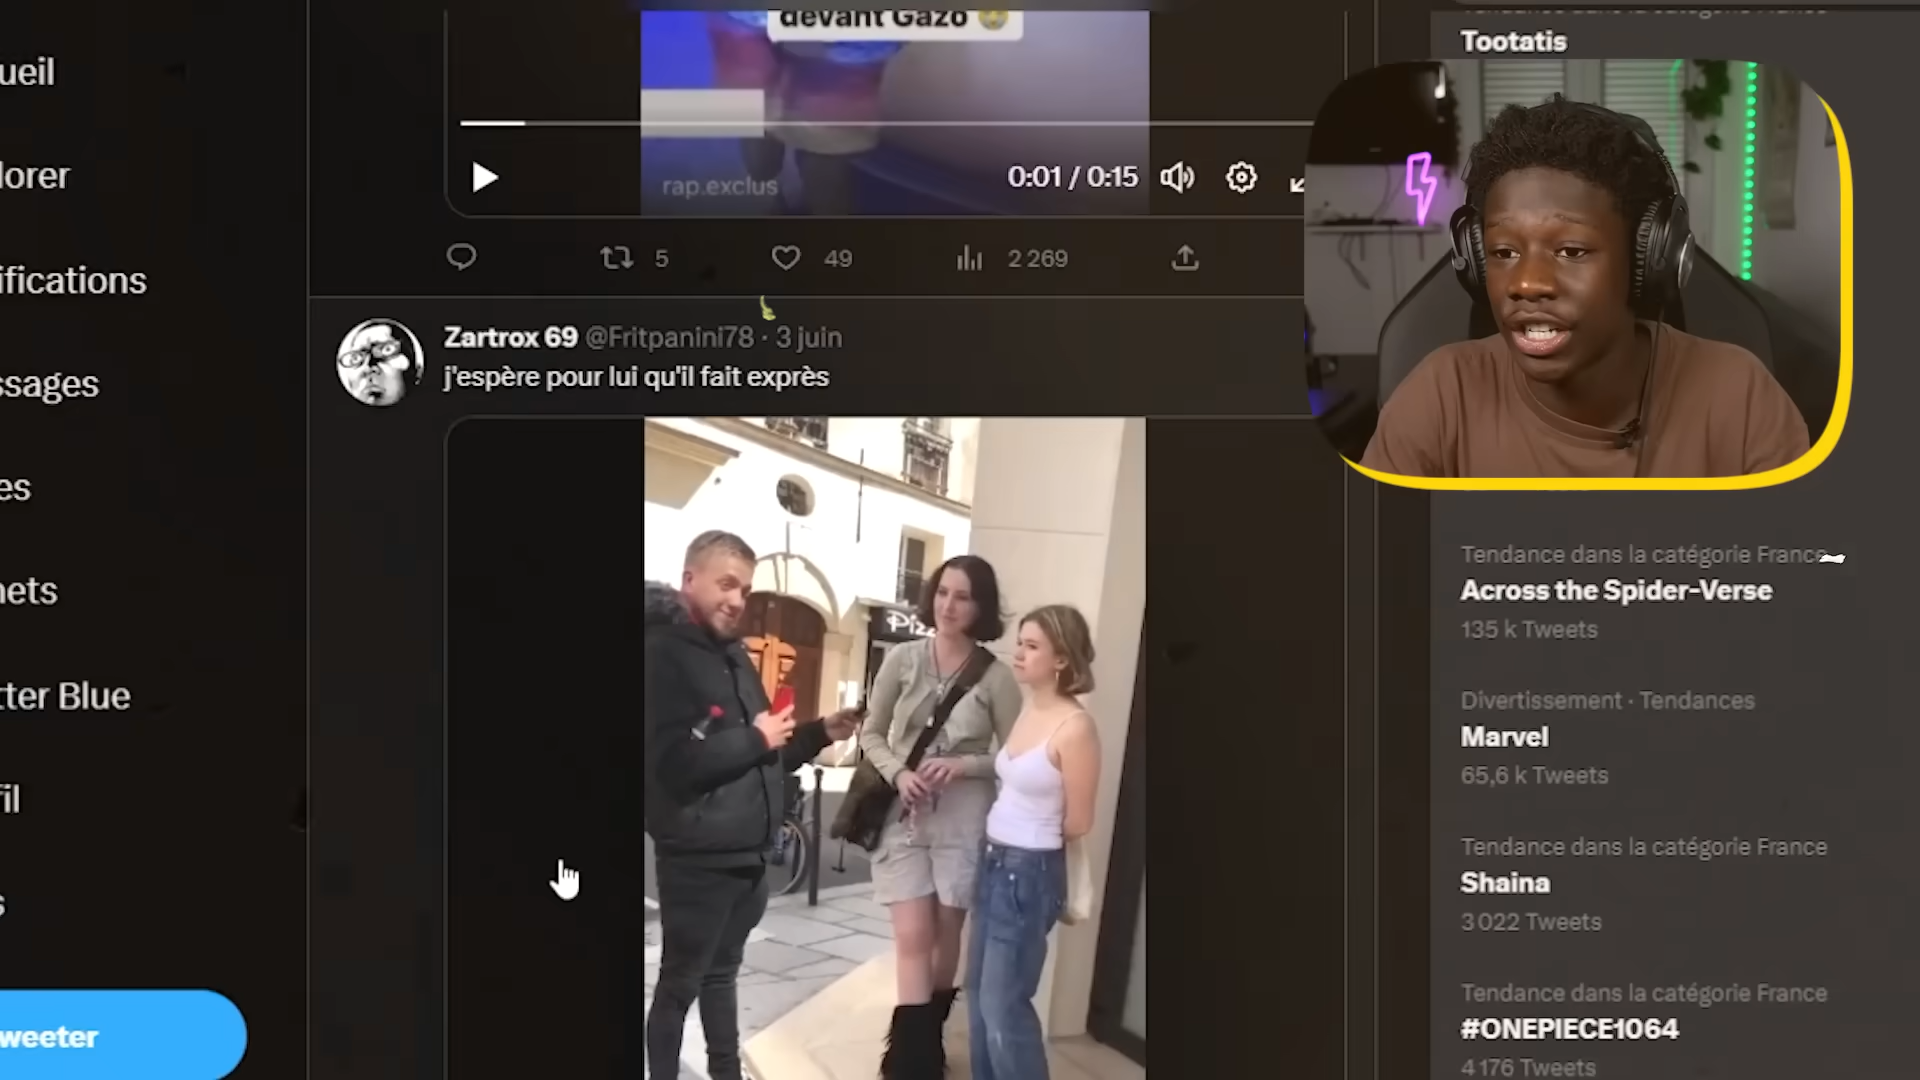 ueil
lorer
ifications
ssages
es
nets
tter Blue
fil
s
weeter
devant Gazo
rap.exclus
0:01 / 0:15
5
49
2 269
Zartrox 69 @Fritpanini78 · 3 juin
j'espère pour lui qu'il fait exprès
Pizz
Tootatis
Tendance dans la catégorie France
Across the Spider-Verse
135 k Tweets
Divertissement · Tendances
Marvel
65,6 k Tweets
Tendance dans la catégorie France
Shaina
3 022 Tweets
Tendance dans la catégorie France
#ONEPIECE1064
4 176 Tweets